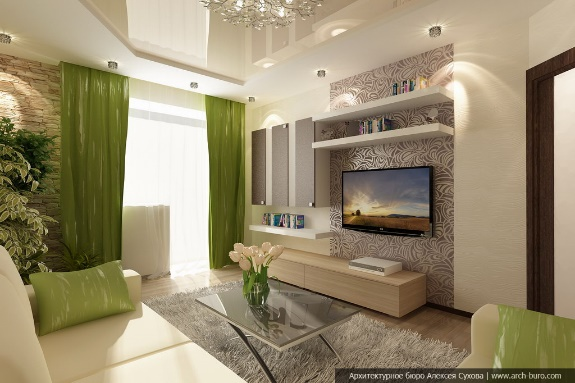 Архитектурное бюро Алексея Сухова | www.arch-buro.com